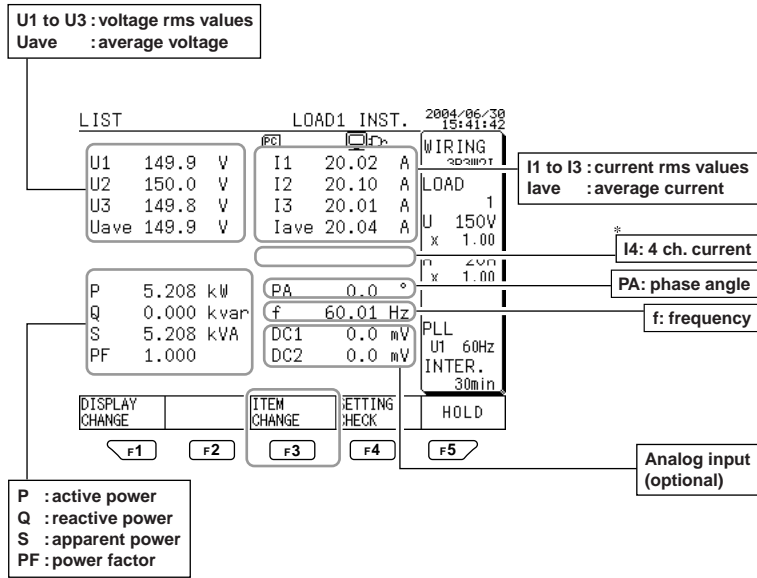 U1 to U3 : voltage rms values
Uave : average voltage
LIST LOAD1 INST. 2004/06/30
15:41:42
PC
WIRING
3P3W2I
U1 149.9 V I1 20.02 A
U2 150.0 V I2 20.10 A
U3 149.8 V I3 20.01 A
Uave 149.9 V Iave 20.04 A
LOAD
1
U 150V
x 1.00
20A
x 1.00
I1 to I3 : current rms values
Iave : average current
*
I4: 4 ch. current
PA: phase angle
f: frequency
P 5.208 kW PA 0.0 °
Q 0.000 kvar f 60.01 Hz
S 5.208 kVA DC1 0.0 mV
PF 1.000 DC2 0.0 mV
PLL
U1 60Hz
INTER.
30min
DISPLAY
CHANGE
ITEM
CHANGE
SETTING
CHECK
HOLD
F1 F2 F3 F4 F5
Analog input
(optional)
P : active power
Q : reactive power
S : apparent power
PF : power factor